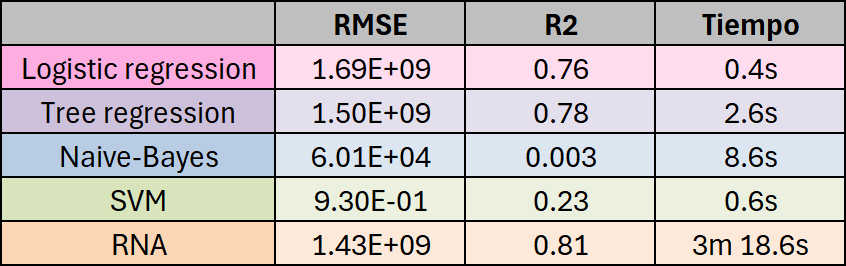 RMSE R2 Tiempo
Logistic regression 1.69E+09 0.76 0.4s
Tree regression 1.50E+09 0.78 2.6s
Naive-Bayes 6.01E+04 0.003 8.6s
SVM 9.30E-01 0.23 0.6s
RNA 1.43E+09 0.81 3m 18.6s